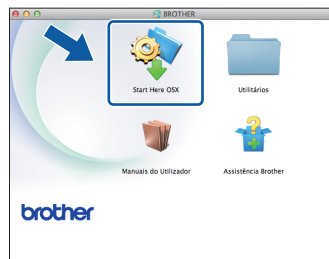 BROTHER
Start Here OSX
Utilitários
Manuais do Utilizador
Assistência Brother
brother